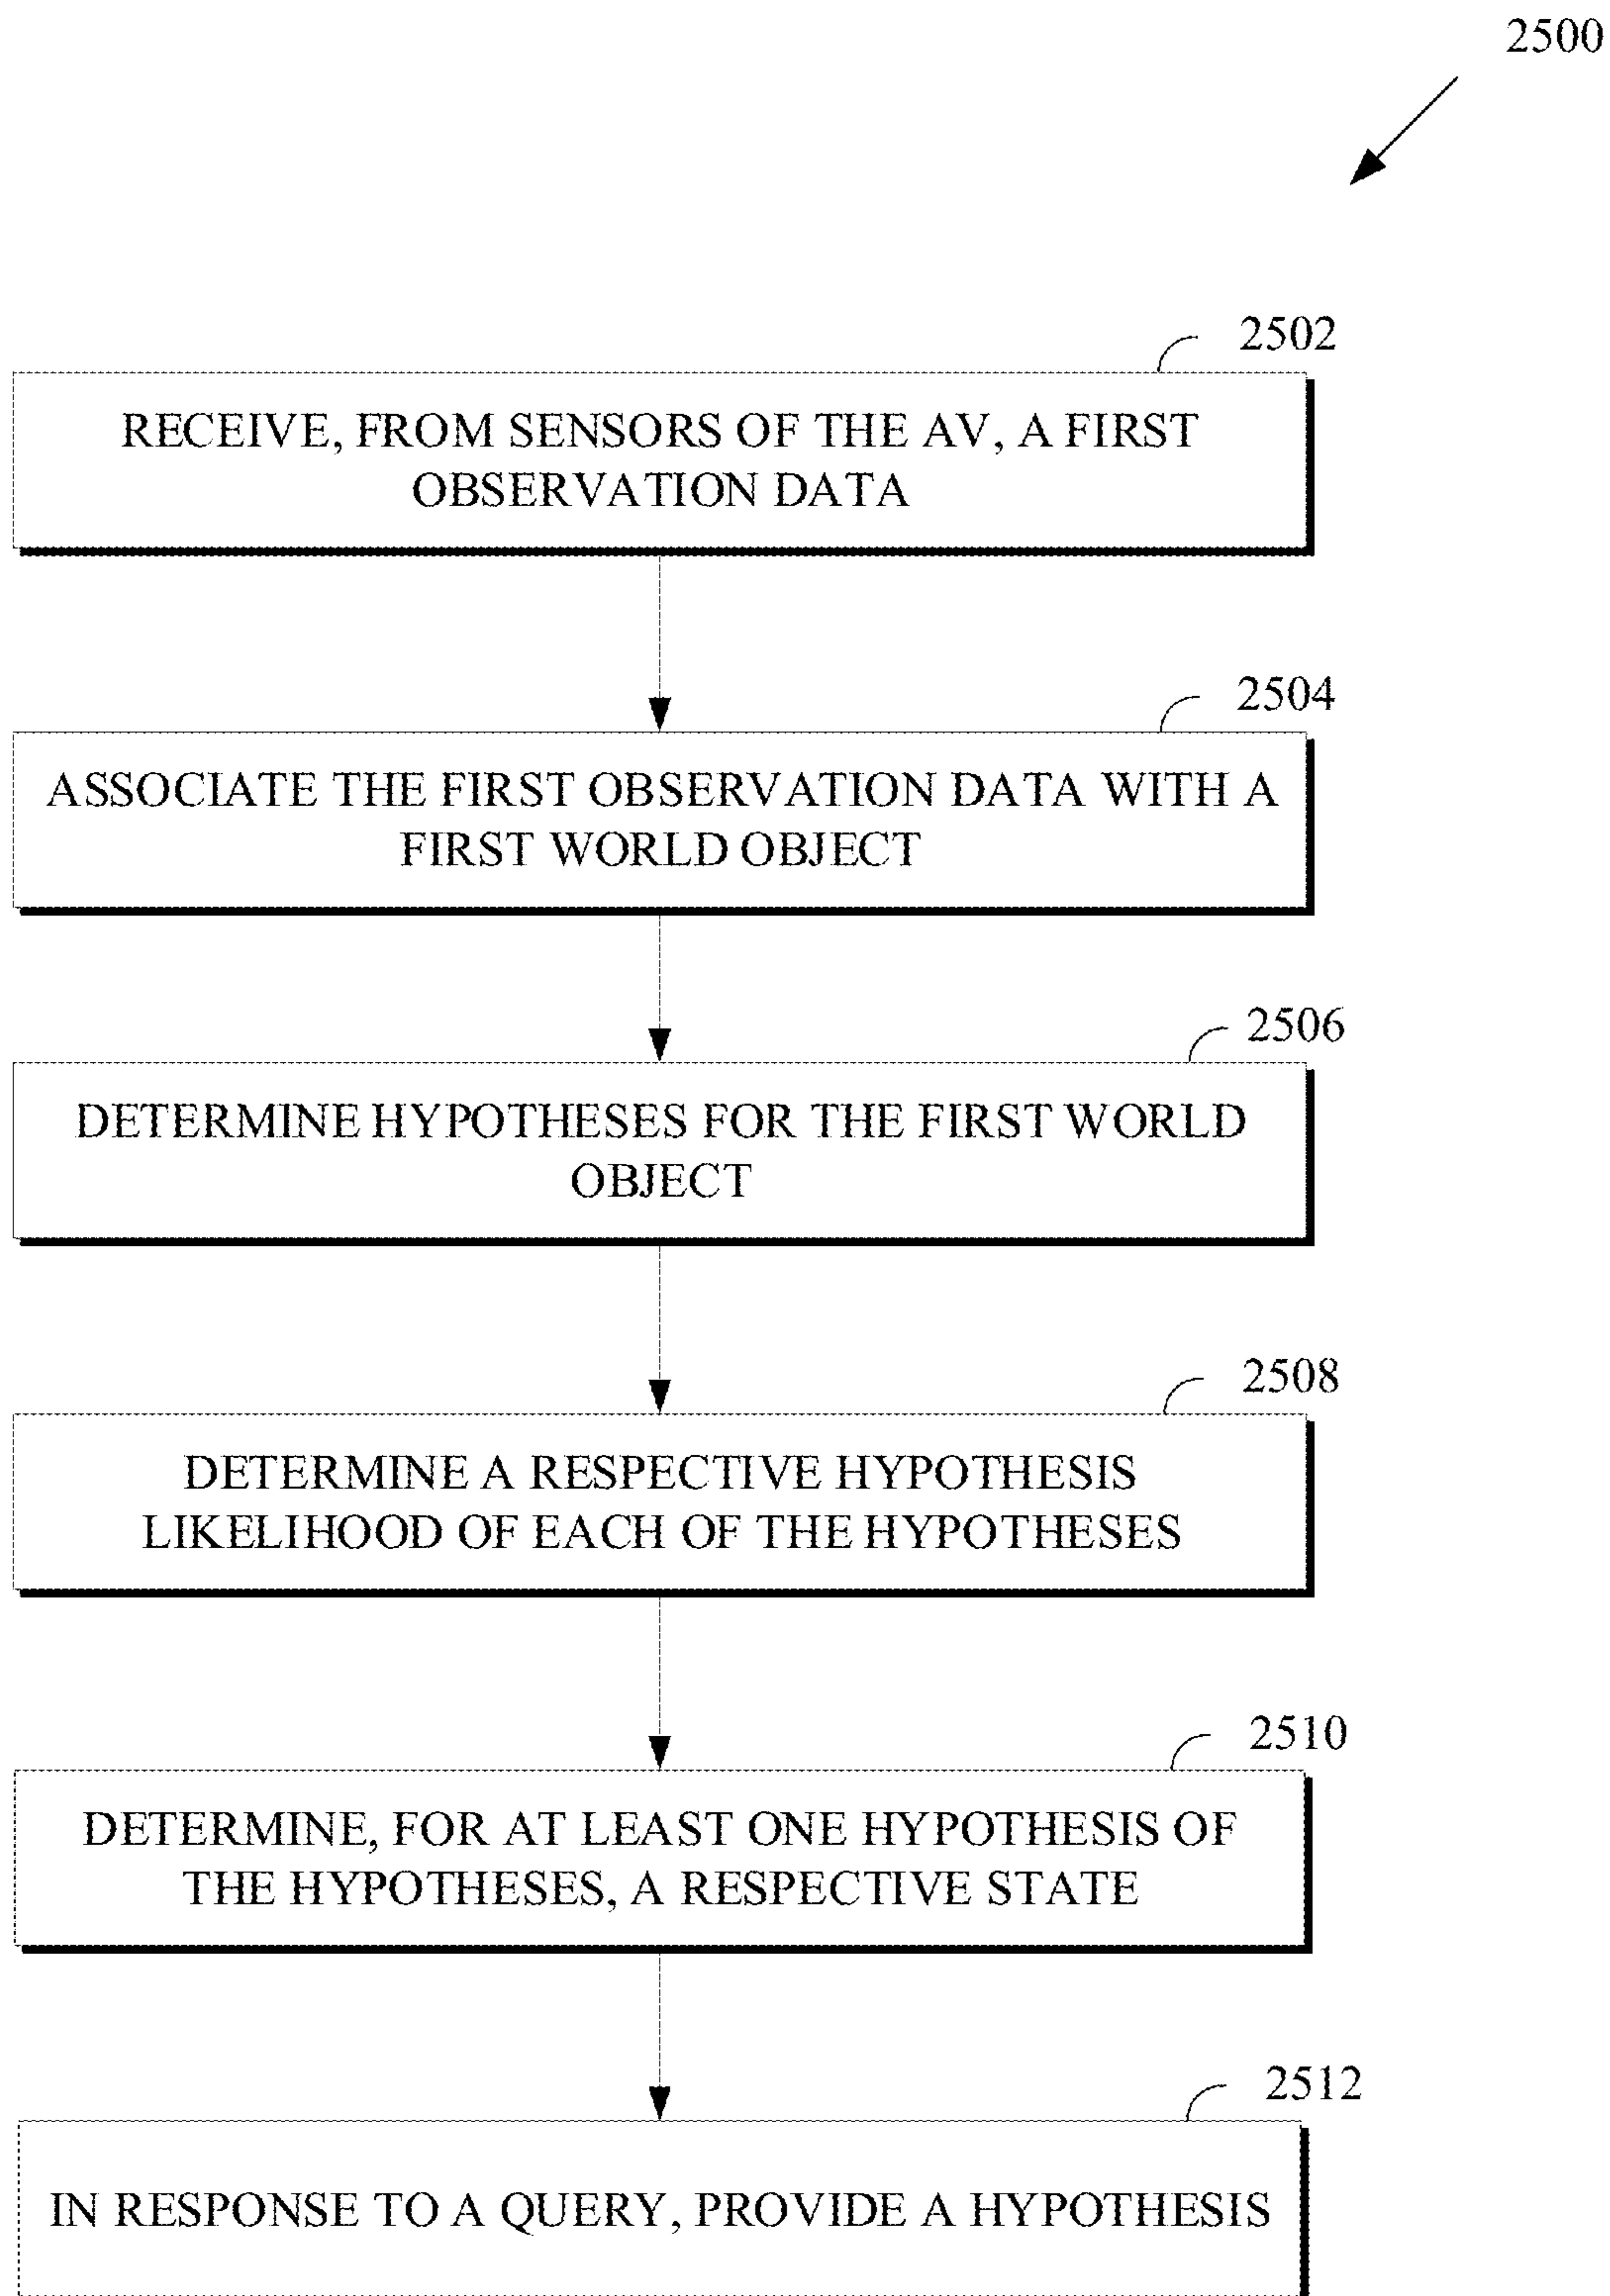 2500
2502
RECEIVE, FROM SENSORS OF THE AV, A FIRST
OBSERVATION DATA
2504
ASSOCIATE THE FIRST OBSERVATION DATA WITH A
FIRST WORLD OBJECT
2506
DETERMINE HYPOTHESES FOR THE FIRST WORLD
OBJECT
2508
DETERMINE A RESPECTIVE HYPOTHESIS
LIKELIHOOD OF EACH OF THE HYPOTHESES
2510
DETERMINE, FOR AT LEAST ONE HYPOTHESIS OF
THE HYPOTHESES, A RESPECTIVE STATE
2512
IN RESPONSE TO A QUERY, PROVIDE A HYPOTHESIS